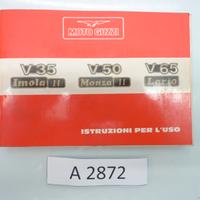 MOTO GUZZI
V 35 V 50 V 65
Imola II Monza II Lario
ISTRUZIONI PER L'USO
A 2872